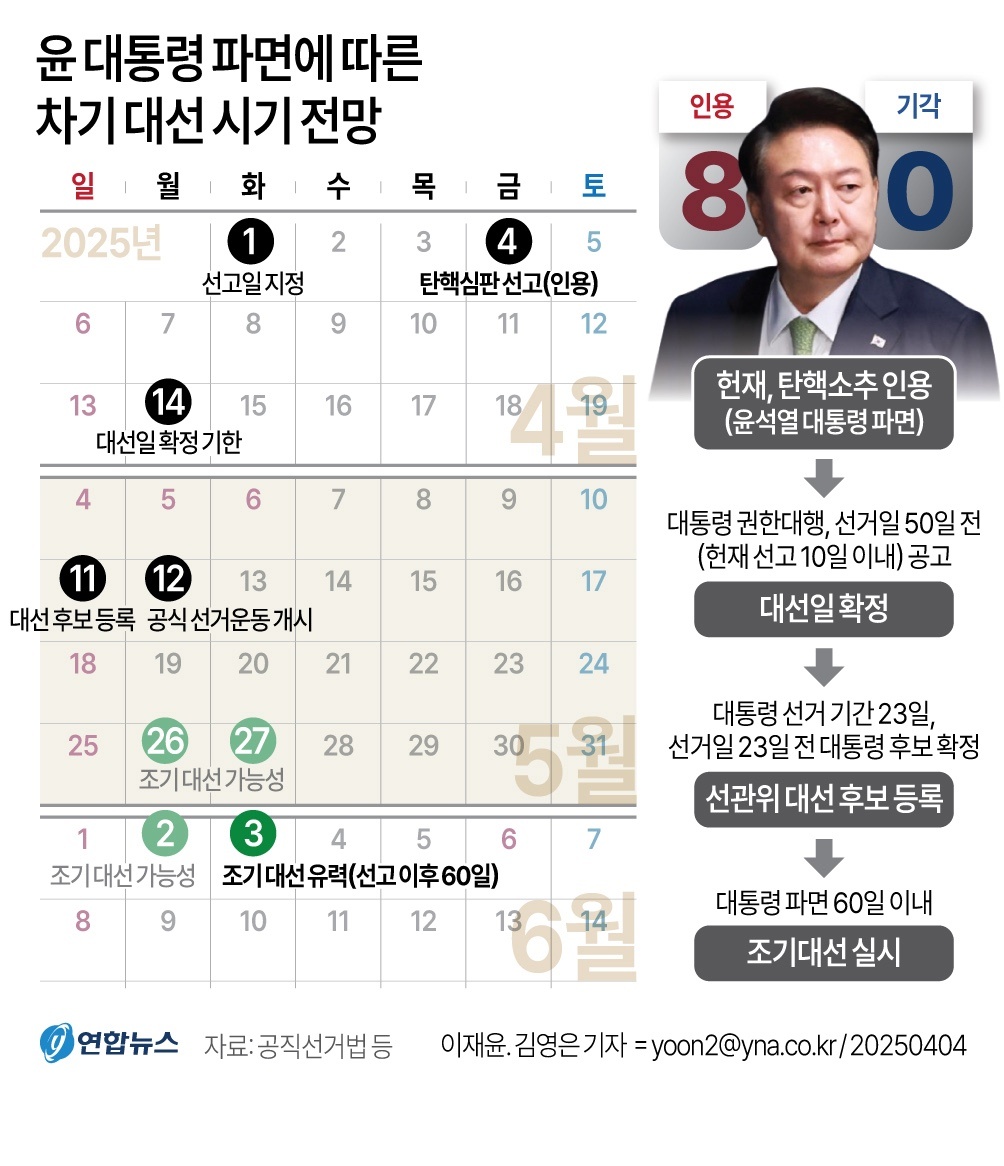 윤 대통령 파면에 따른
차기 대선 시기 전망
일 월 화 수 목 금 토
2025년
1 2 3 4 5
선고일 지정 탄핵심판 선고(인용)
6 7 8 9 10 11 12
13 14 15 16 17 18 19
대선일 확정 기한
4월
4 5 6 7 8 9 10
11 12 13 14 15 16 17
대선 후보 등록 공식 선거운동 개시
18 19 20 21 22 23 24
25 26 27 28 29 30 31
조기 대선 가능성
5월
1 2 3 4 5 6 7
조기 대선 가능성 조기 대선 유력(선고 이후 60일)
8 9 10 11 12 13 14
6월
인용 기각
8 0
헌재, 탄핵소추 인용
(윤석열 대통령 파면)
대통령 권한대행, 선거일 50일 전
(헌재 선고 10일 이내) 공고
대선일 확정
대통령 선거 기간 23일,
선거일 23일 전 대통령 후보 확정
선관위 대선 후보 등록
대통령 파면 60일 이내
조기대선 실시
연합뉴스 자료: 공직선거법 등 이재윤. 김영은 기자 = yoon2@yna.co.kr / 20250404